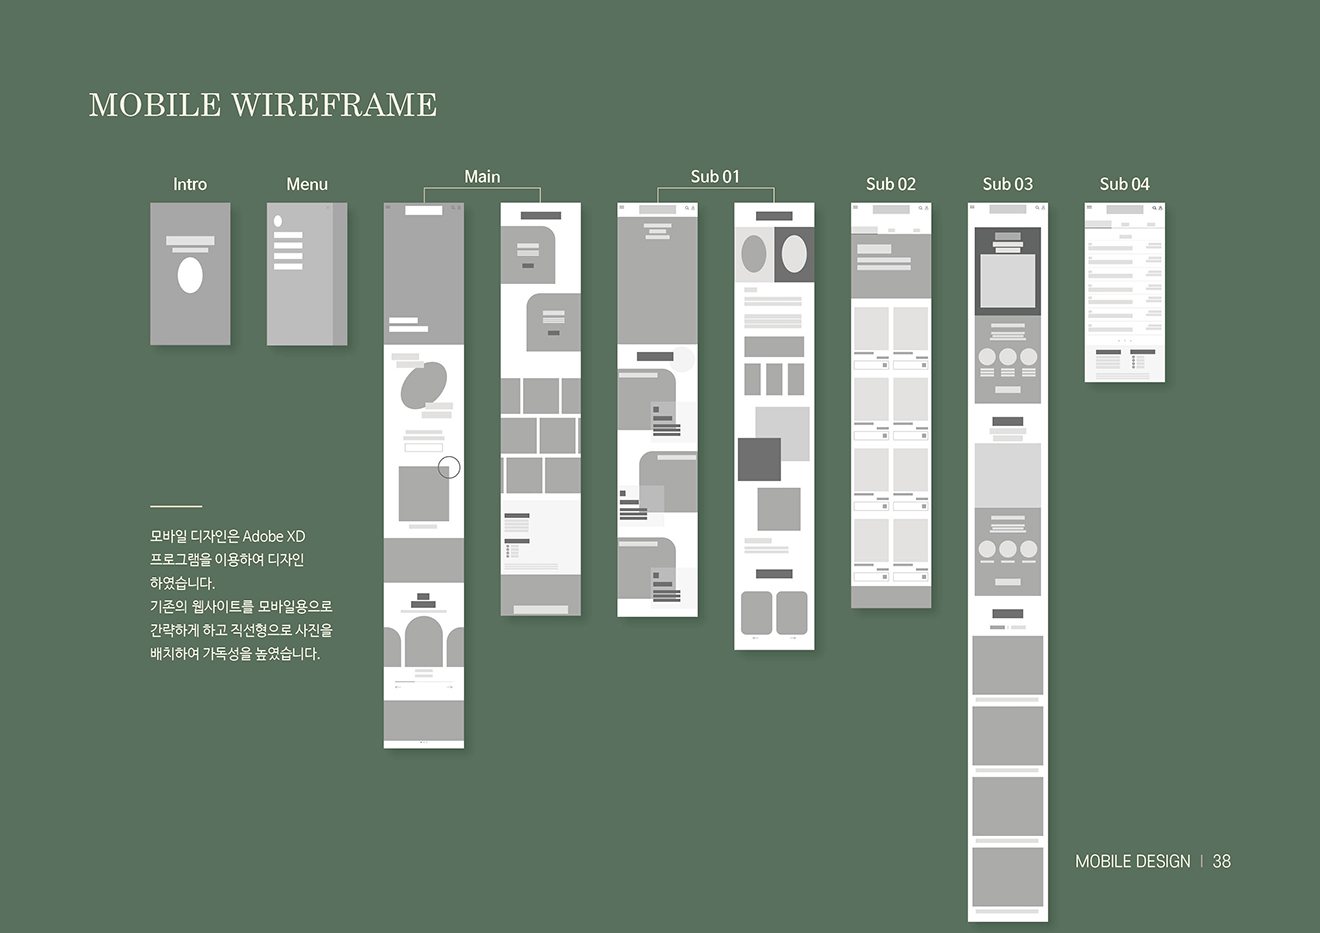 MOBILE WIREFRAME
Intro
Menu
Main
Sub 01
Sub 02
Sub 03
Sub 04
모바일 디자인은 Adobe XD
프로그램을 이용하여 디자인
하였습니다.
기존의 웹사이트를 모바일용으로
간략하게 하고 직선형으로 사진을
배치하여 가독성을 높였습니다.
MOBILE DESIGN | 38